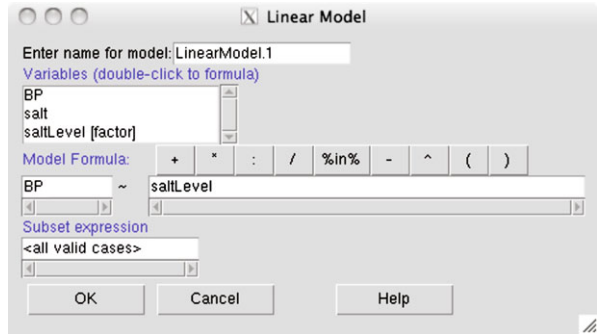 X Linear Model
Enter name for model: LinearModel.1
Variables (double-click to formula)
BP
salt
saltLevel [factor]
Model Formula: + * : / %in% - ^ ( )
BP ~ saltLevel
Subset expression
<all valid cases>
OK Cancel Help